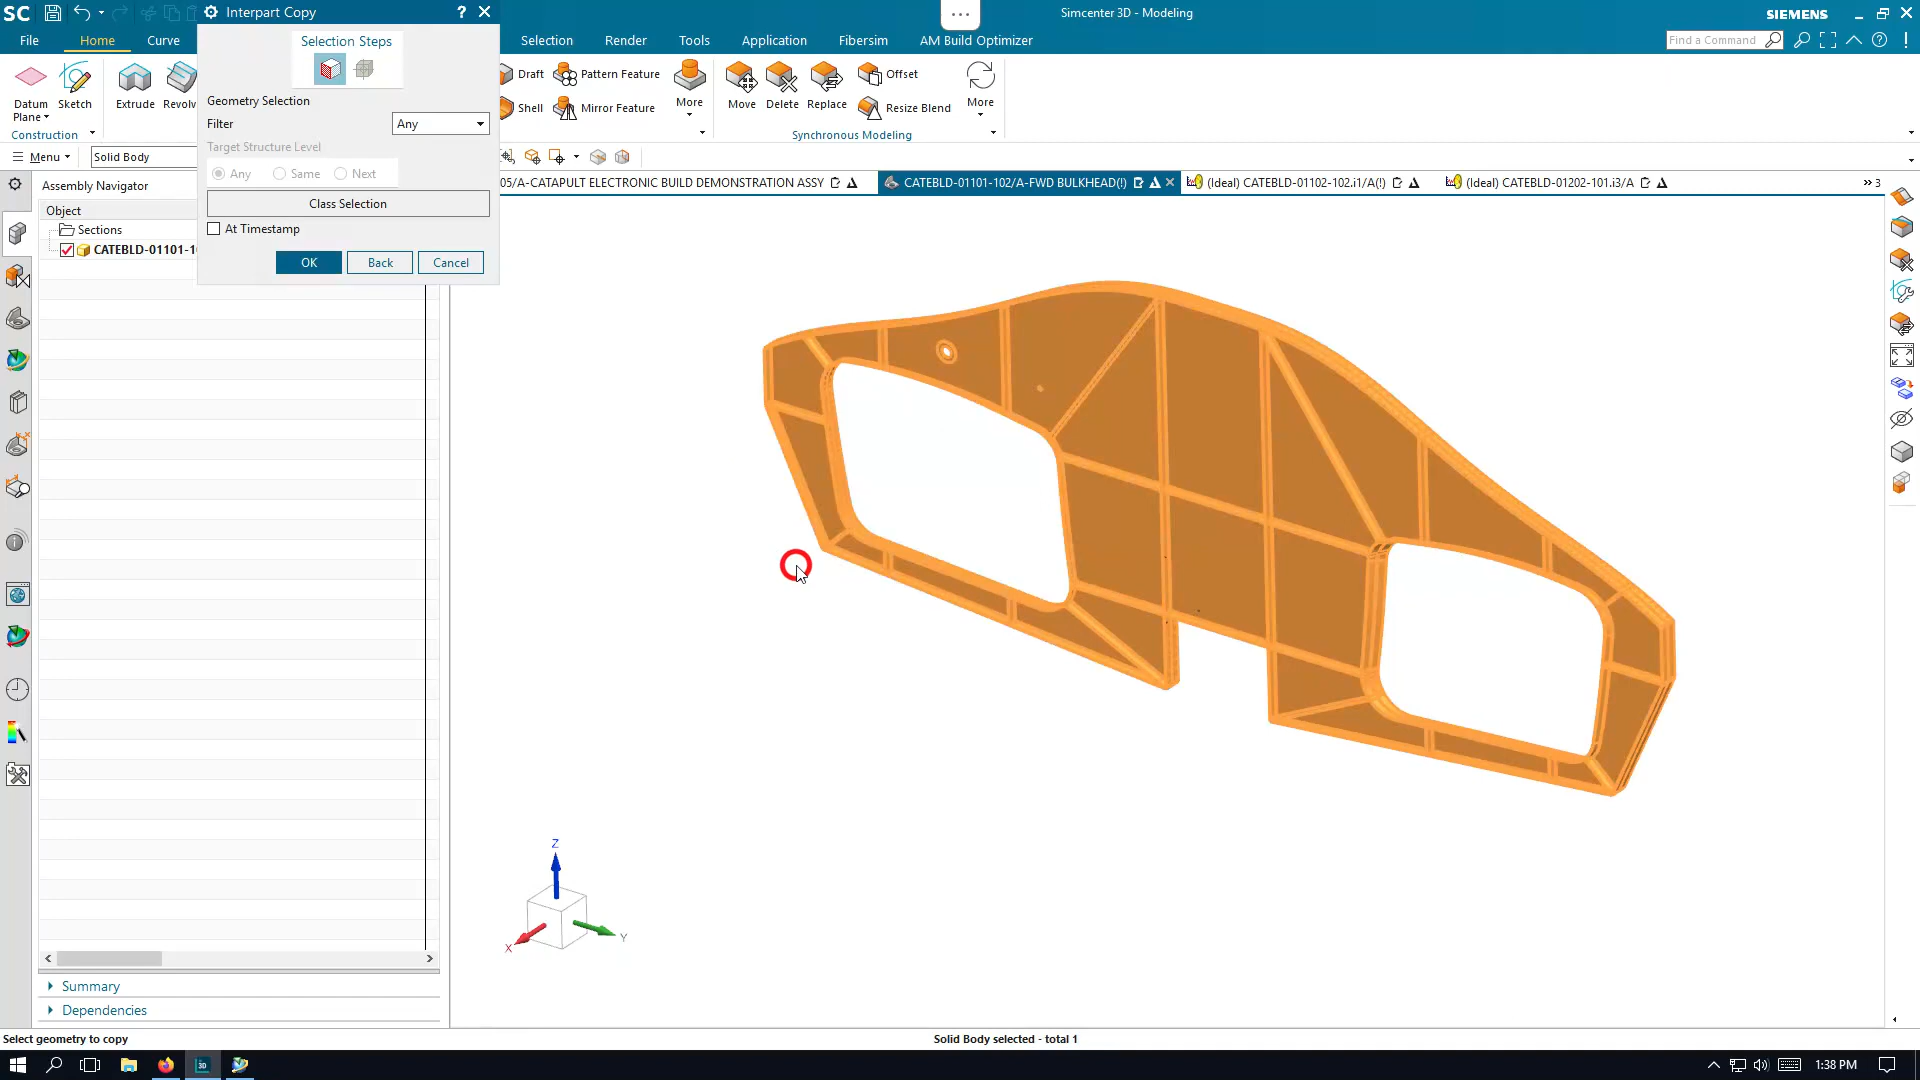 SC
Interpart Copy
?
Simcenter 3D - Modeling
SIEMENS
File
Home
Curve
Selection
Render
Tools
Application
Fibersim
AM Build Optimizer
Find a Command
Selection Steps
Geometry Selection
Filter
Any
Target Structure Level
Any
Same
Next
Class Selection
At Timestamp
OK
Back
Cancel
Datum
Plane
Sketch
Extrude
Revolv
Draft
Shell
Pattern Feature
Mirror Feature
More
Move
Delete
Replace
Offset
Resize Blend
More
Construction
Synchronous Modeling
Menu
Solid Body
05/A-CATAPULT ELECTRONIC BUILD DEMONSTRATION ASSY
CATEBLD-01101-102/A-FWD BULKHEAD(!)
(Ideal) CATEBLD-01102-102.i1/A(!)
(Ideal) CATEBLD-01202-101.i3/A
3
Assembly Navigator
Object
Sections
CATEBLD-01101-10
Z
X
Y
Summary
Dependencies
Select geometry to copy
Solid Body selected - total 1
3D
1:38 PM